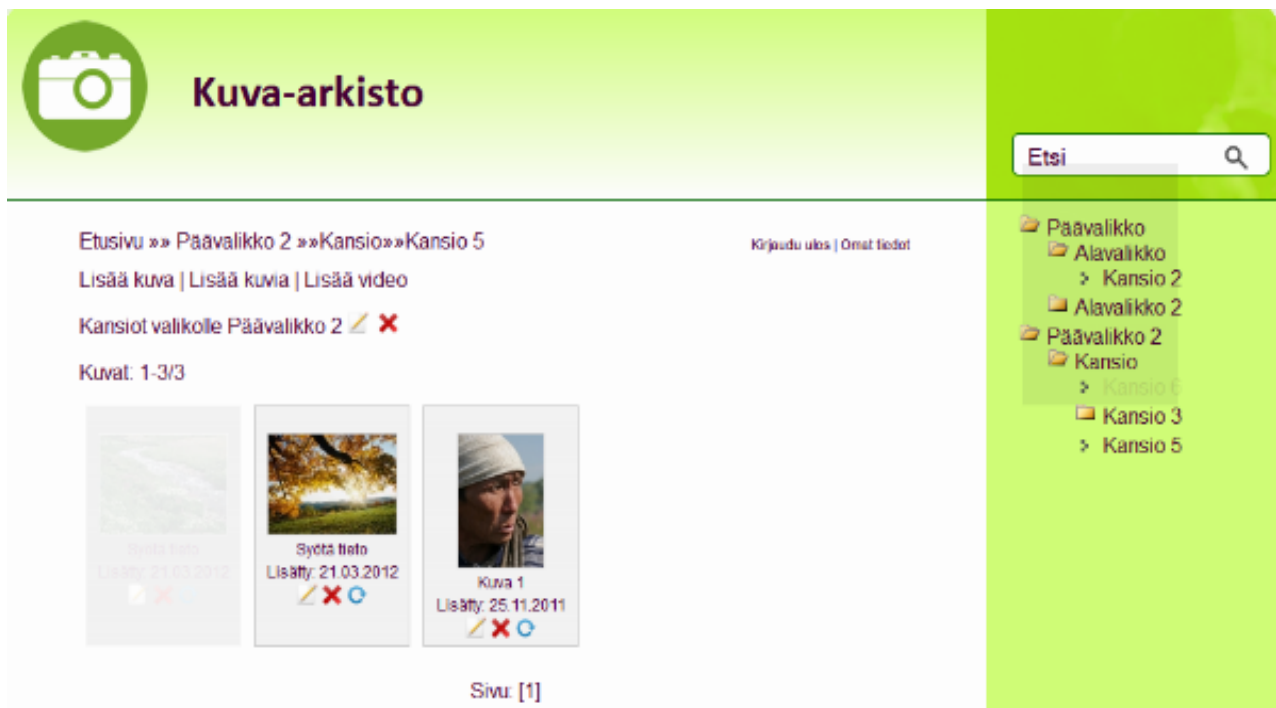 Kuva-arkisto
Etsi
Etusivu »» Päävalikko 2 »»Kansio»»Kansio 5
Kirjaudu ulos | Omat tiedot
Lisää kuva | Lisää kuvia | Lisää video
Kansiot valikolle Päävalikko 2
Kuvat: 1-3/3
Syötä tieto
Lisätty: 21.03.2012
Syötä tieto
Lisätty: 21.03.2012
Kuva 1
Lisätty: 25.11.2011
Sivu: [1]
Päävalikko
Alavalikko
Kansio 2
Alavalikko 2
Päävalikko 2
Kansio
Kansio 6
Kansio 3
Kansio 5